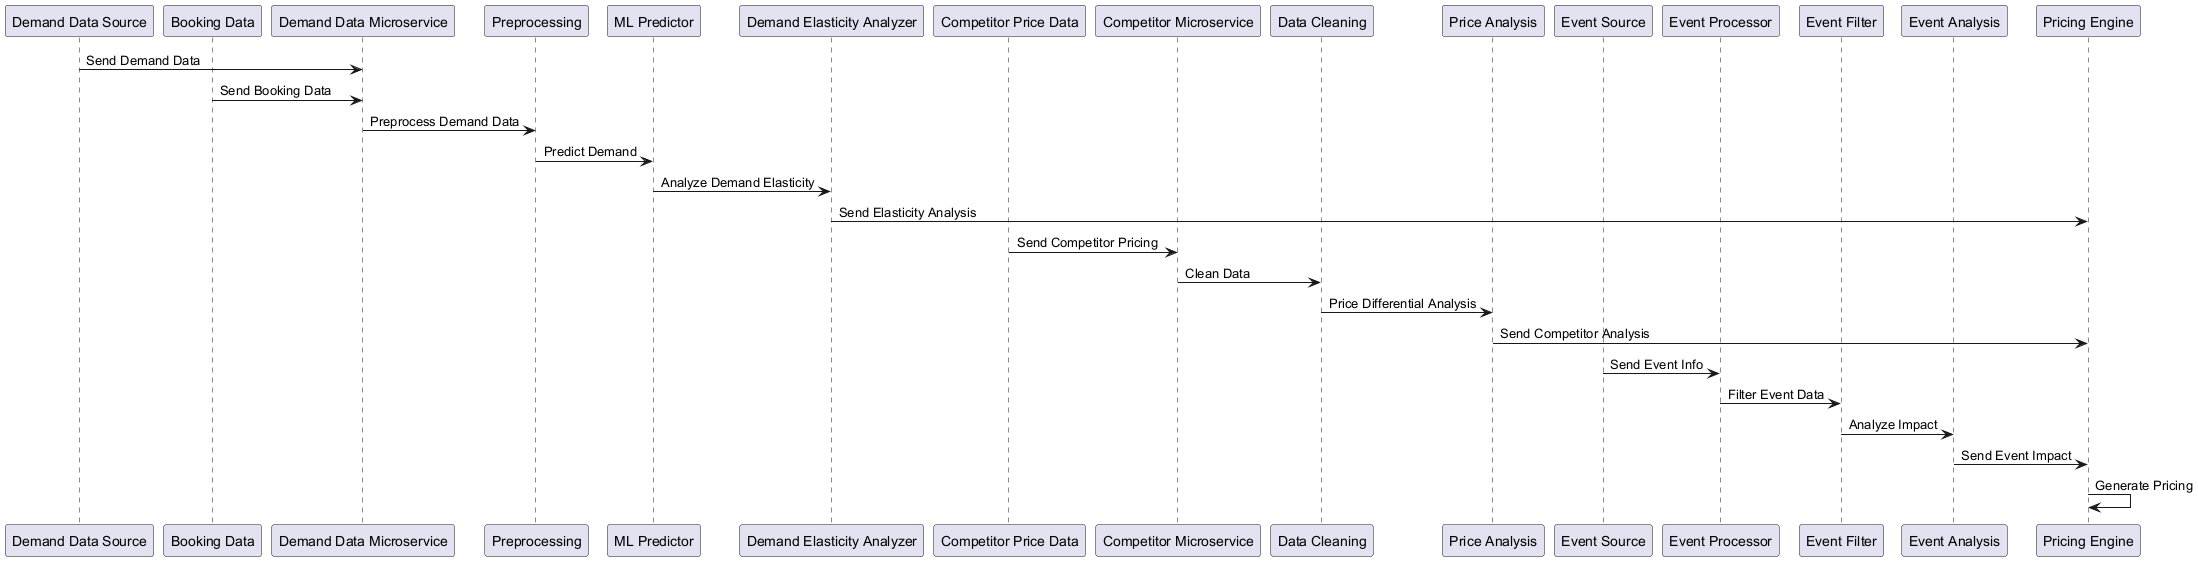 Demand Data Source
Booking Data
Demand Data Microservice
Preprocessing
ML Predictor
Demand Elasticity Analyzer
Competitor Price Data
Competitor Microservice
Data Cleaning
Price Analysis
Event Source
Event Processor
Event Filter
Event Analysis
Pricing Engine
Send Demand Data
Send Booking Data
Preprocess Demand Data
Predict Demand
Analyze Demand Elasticity
Send Elasticity Analysis
Send Competitor Pricing
Clean Data
Price Differential Analysis
Send Competitor Analysis
Send Event Info
Filter Event Data
Analyze Impact
Send Event Impact
Generate Pricing
Demand Data Source
Booking Data
Demand Data Microservice
Preprocessing
ML Predictor
Demand Elasticity Analyzer
Competitor Price Data
Competitor Microservice
Data Cleaning
Price Analysis
Event Source
Event Processor
Event Filter
Event Analysis
Pricing Engine